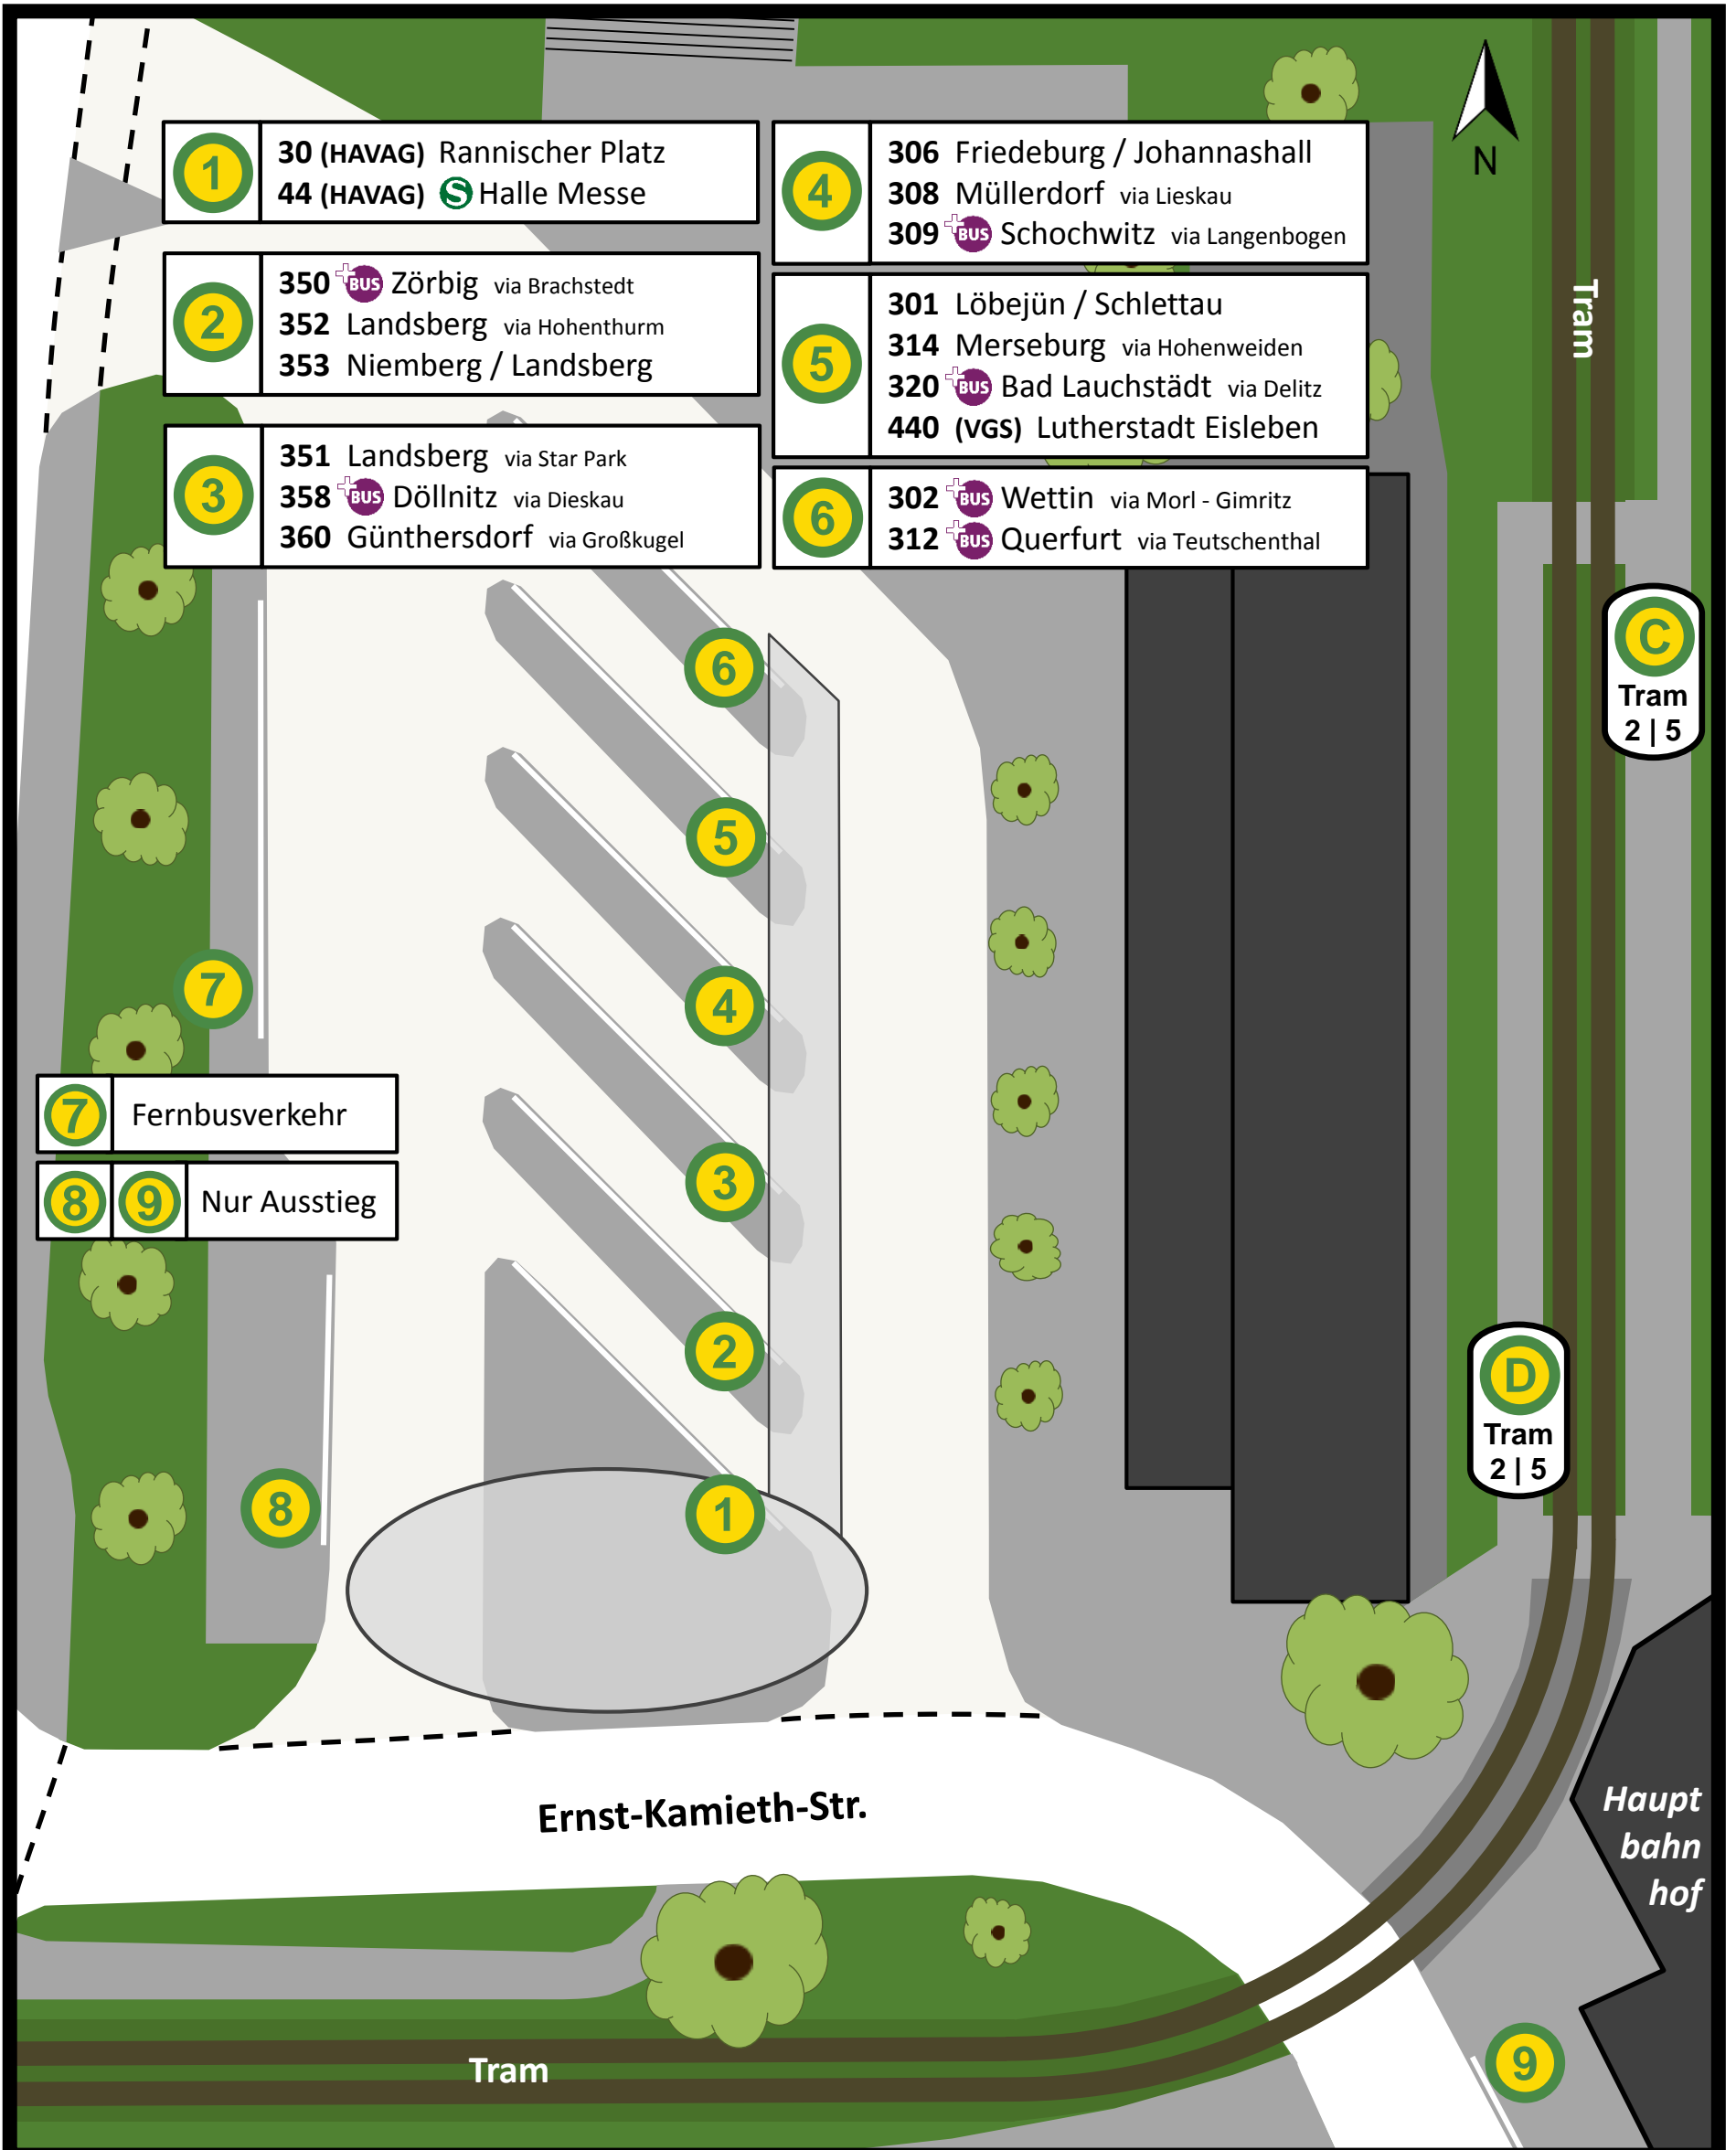 N
1
30 (HAVAG) Rannischer Platz
44 (HAVAG) S Halle Messe
2
350 +BUS Zörbig via Brachstedt
352 Landsberg via Hohenthurm
353 Niemberg / Landsberg
3
351 Landsberg via Star Park
358 +BUS Döllnitz via Dieskau
360 Günthersdorf via Großkugel
4
306 Friedeburg / Johannashall
308 Müllerdorf via Lieskau
309 +BUS Schochwitz via Langenbogen
5
301 Löbejün / Schlettau
314 Merseburg via Hohenweiden
320 +BUS Bad Lauchstädt via Delitz
440 (VGS) Lutherstadt Eisleben
6
302 +BUS Wettin via Morl - Gimritz
312 +BUS Querfurt via Teutschenthal
Tram
C
Tram
2 | 5
6
5
7
4
7 Fernbusverkehr
3
8 9 Nur Ausstieg
2
D
Tram
2 | 5
8
1
Ernst-Kamieth-Str.
Haupt
bahn
hof
Tram
9